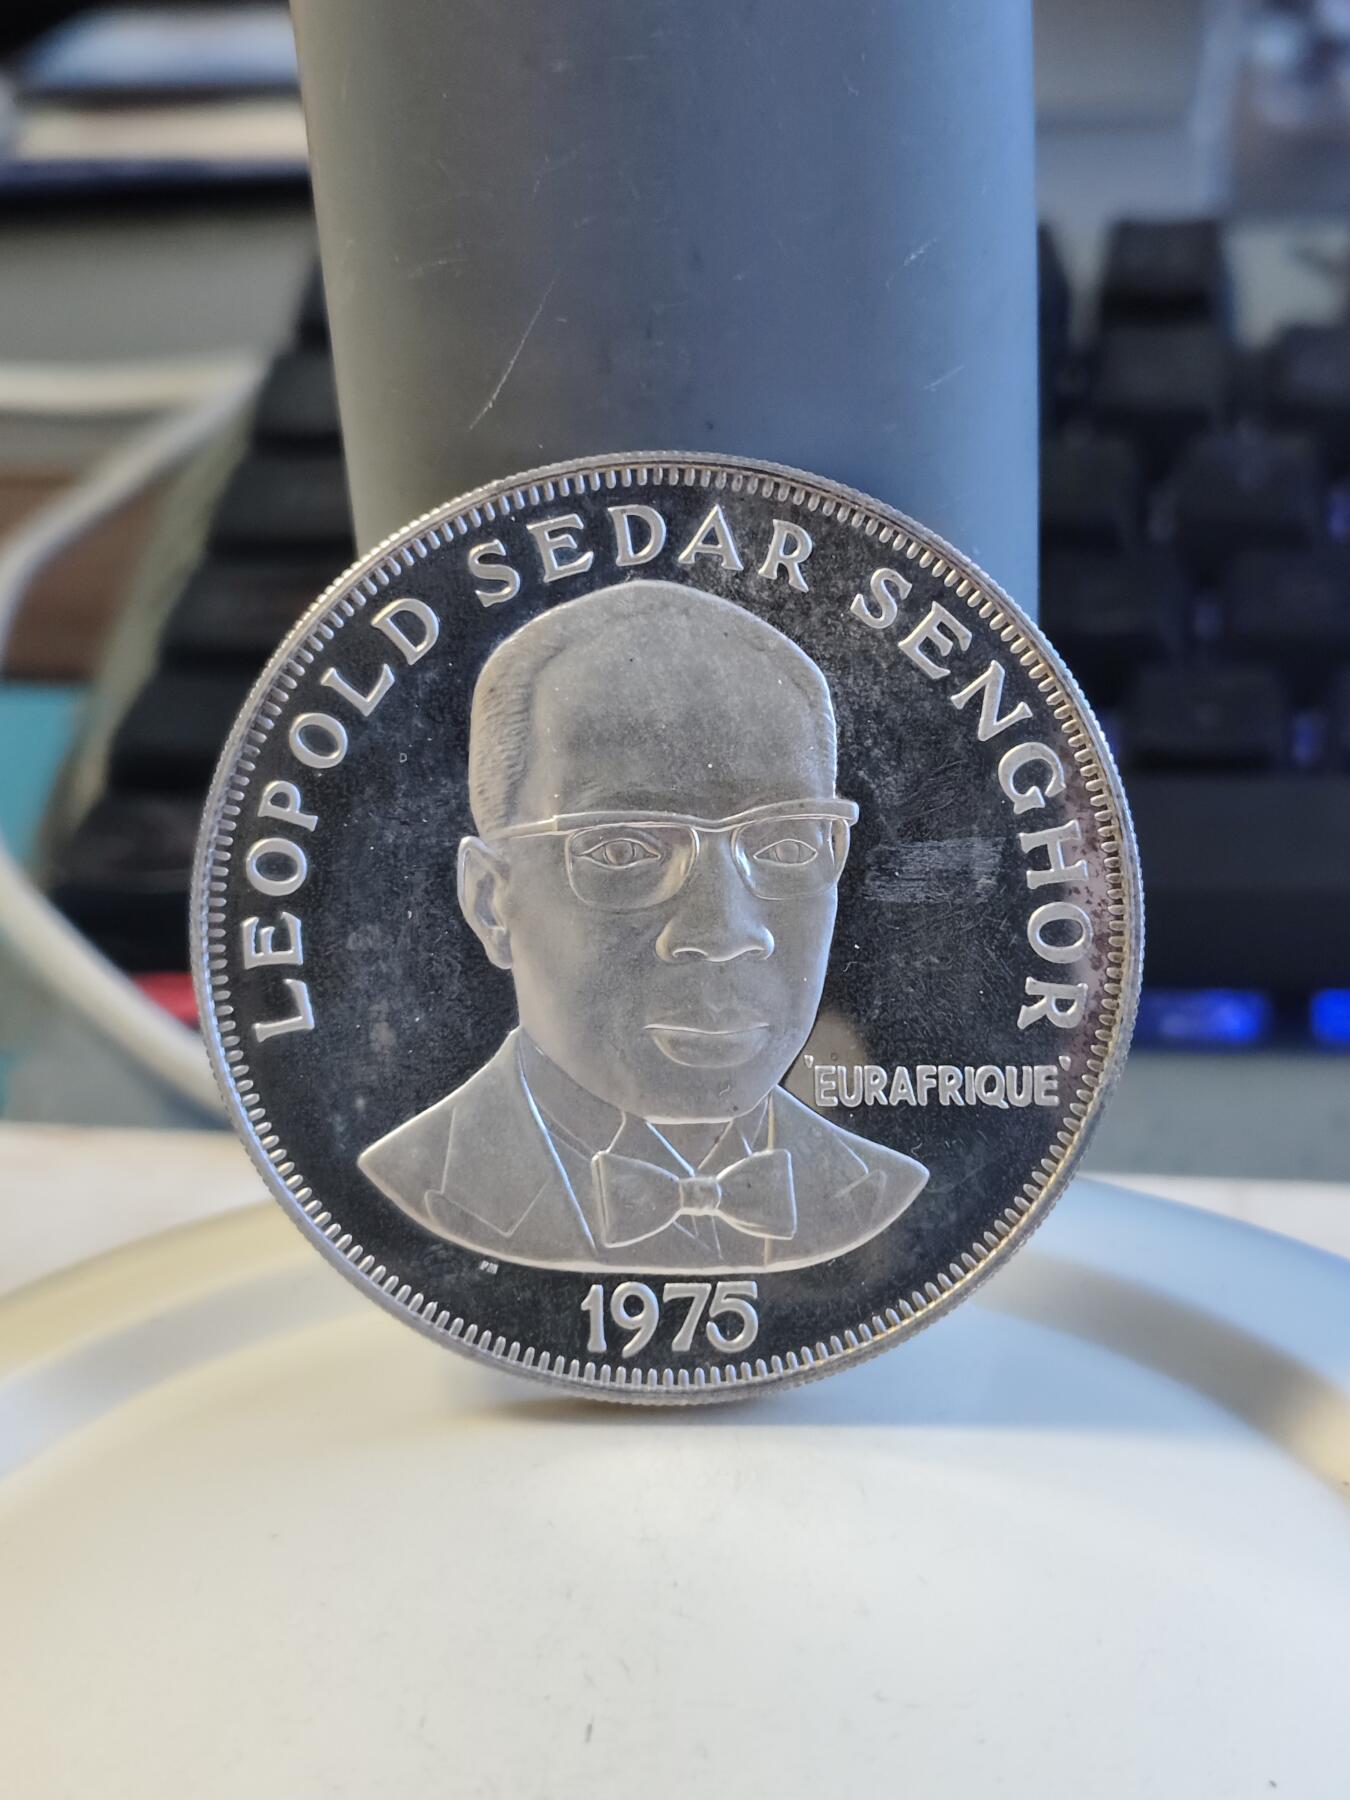 LEOPOLD SEDAR SENGHOR
'EURAFRIQUE'
1975